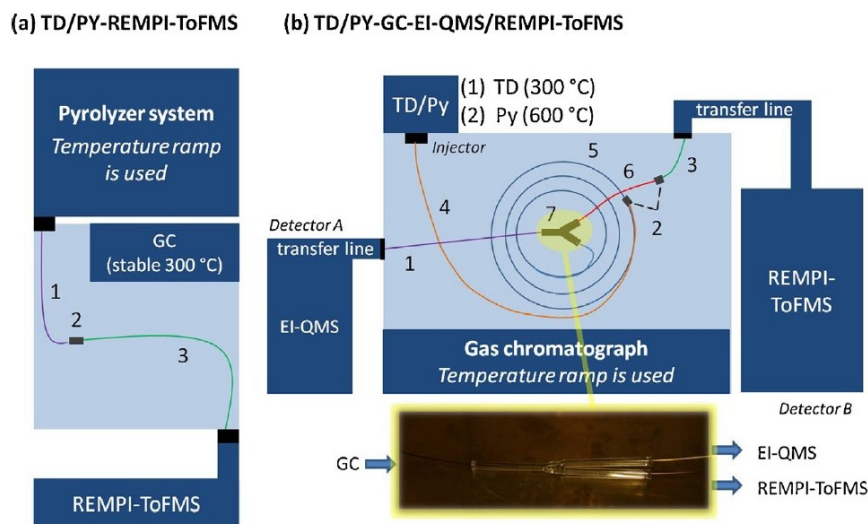 (a) TD/PY-REMPI-ToFMS
Pyrolyzer system
Temperature ramp
is used
GC
(stable 300 °C)
1
2
3
REMPI-ToFMS
(b) TD/PY-GC-EI-QMS/REMPI-ToFMS
TD/Py
(1) TD (300 °C)
(2) Py (600 °C)
transfer line
Injector
5
6
3
4
7
2
Detector A
transfer line
1
EI-QMS
REMPI-
ToFMS
Gas chromatograph
Temperature ramp is used
Detector B
GC
EI-QMS
REMPI-ToFMS